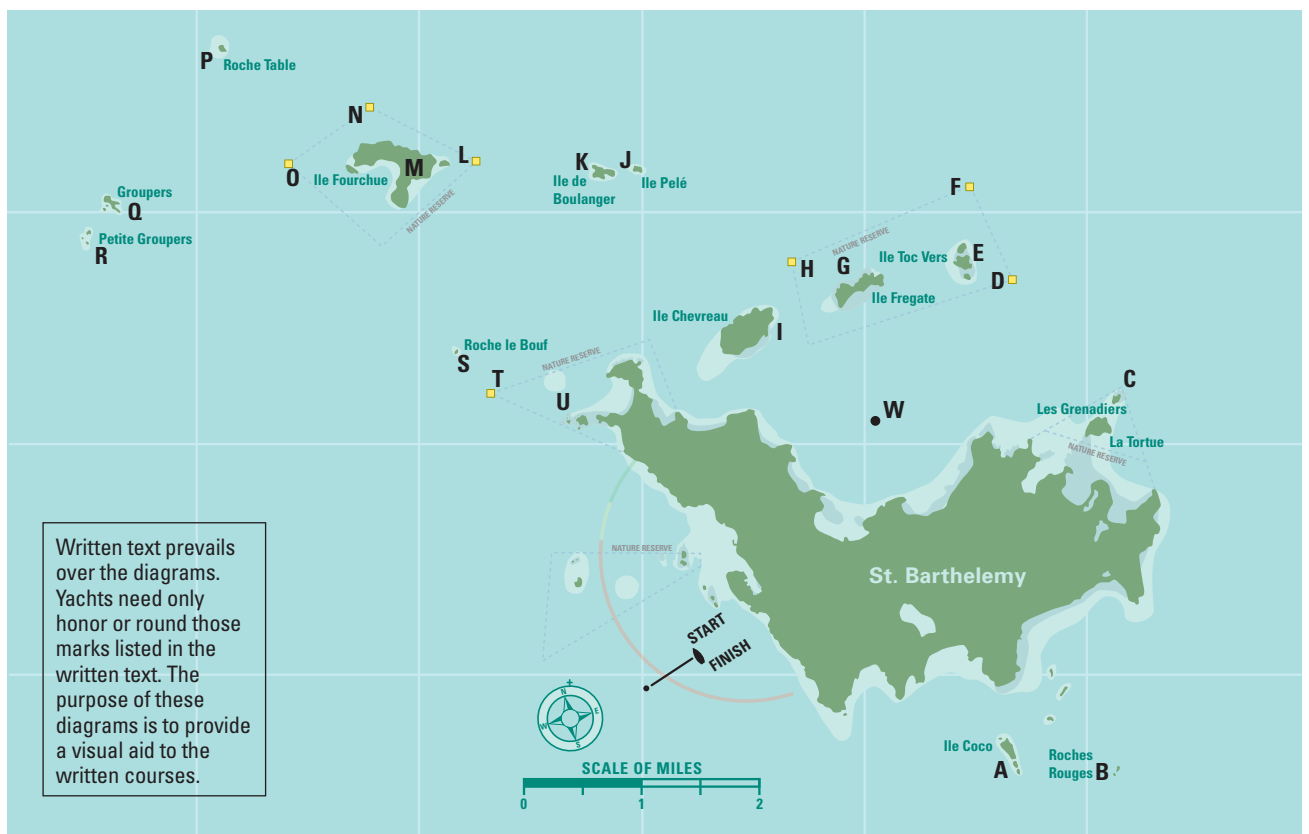 P
Roche Table
N
O
Ile Fourchue
M
L
NATURE RESERVE
K
J
Ile de
Boulanger
Ile Pelé
Groupers
Q
Petite Groupers
R
F
NATURE RESERVE
H
G
Ile Toc Vers
E
D
Ile Fregate
Ile Chevreau
I
Roche le Bouf
S
NATURE RESERVE
T
U
W
C
Les Grenadiers
La Tortue
NATURE RESERVE
NATURE RESERVE
St. Barthelemy
START
FINISH
Written text prevails
over the diagrams.
Yachts need only
honor or round those
marks listed in the
written text. The
purpose of these
diagrams is to provide
a visual aid to the
written courses.
N
E
S
W
Ile Coco
A
Roches
Rouges
B
SCALE OF MILES
0 1 2